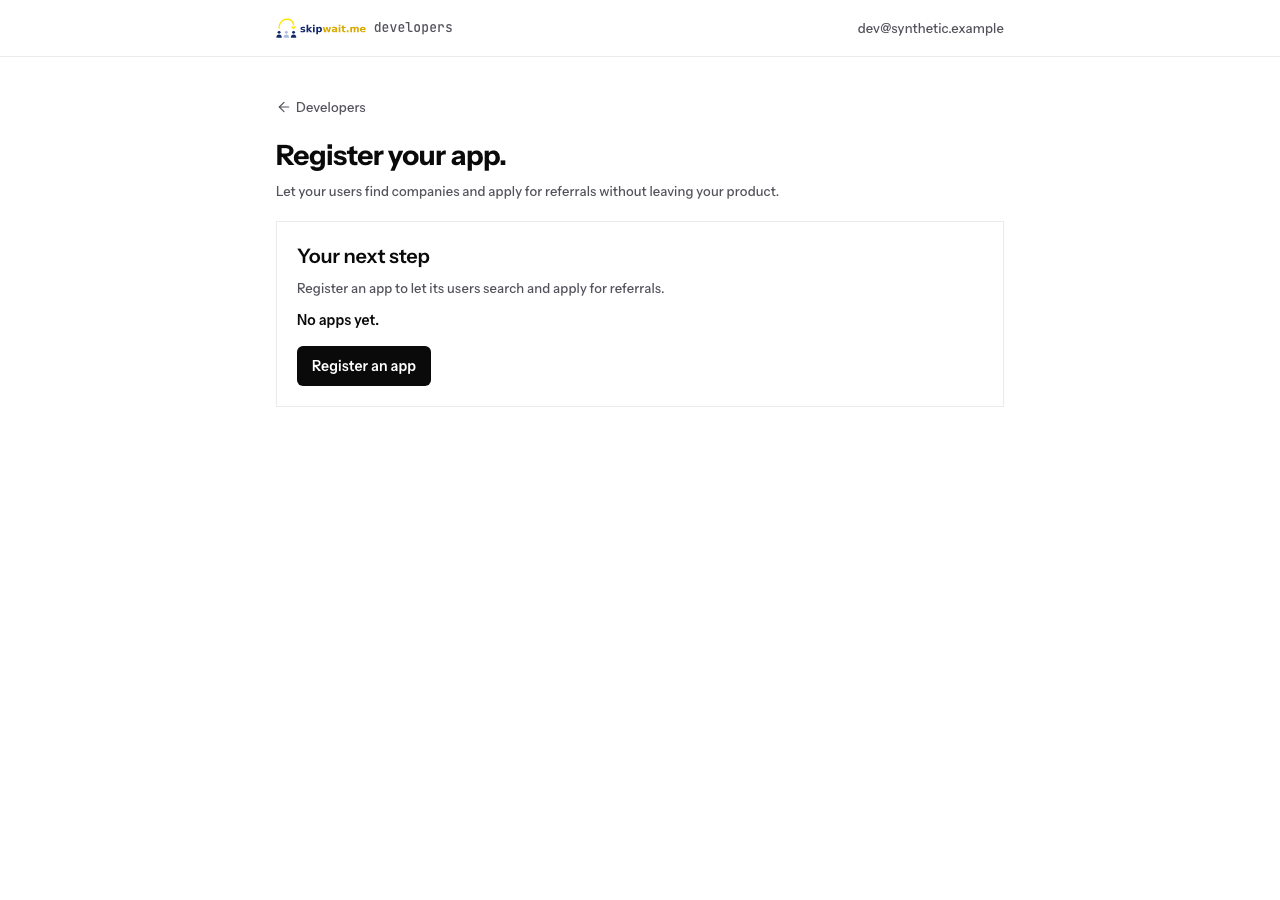 skipwait.me developers
dev@synthetic.example
Developers
Register your app.
Let your users find companies and apply for referrals without leaving your product.
Your next step
Register an app to let its users search and apply for referrals.
No apps yet.
Register an app